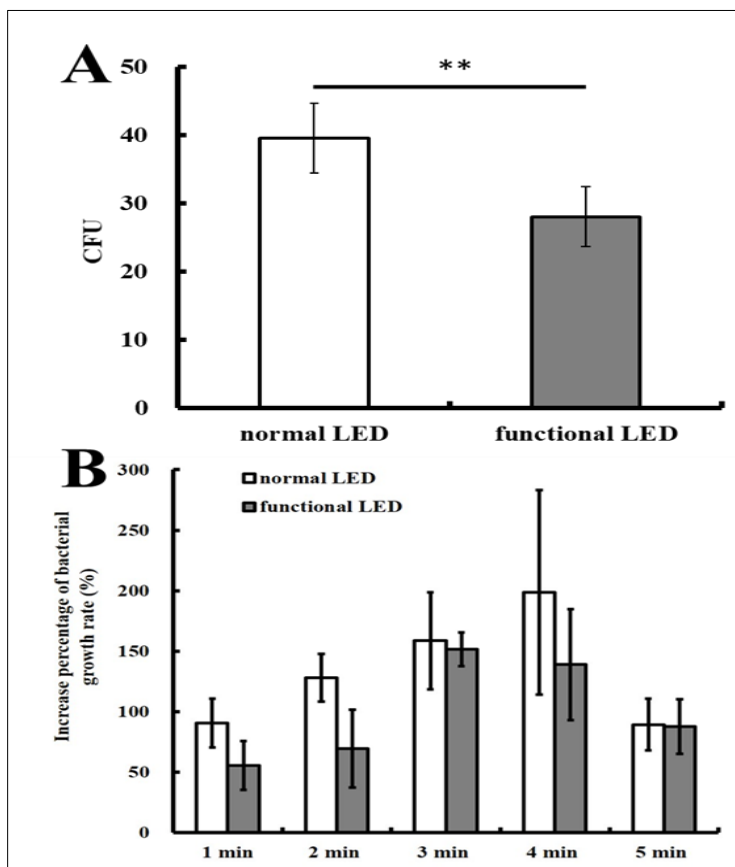 A
**
50
40
30
20
10
0
CFU
normal LED functional LED
B
300
250
200
150
100
50
0
Increase percentage of bacterial
growth rate (%)
normal LED
functional LED
1 min 2 min 3 min 4 min 5 min